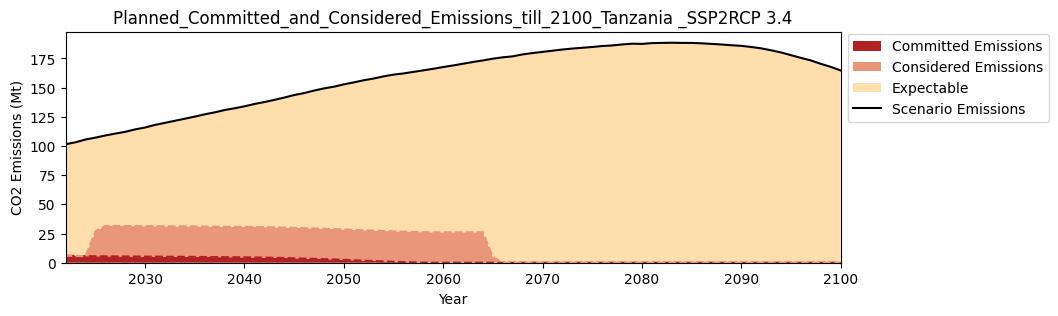 Planned_Committed_and_Considered_Emissions_till_2100_Tanzania _SSP2RCP 3.4
Committed Emissions
Considered Emissions
Expectable
Scenario Emissions
CO2 Emissions (Mt)
175
150
125
100
75
50
25
0
2030 2040 2050 2060 2070 2080 2090 2100
Year